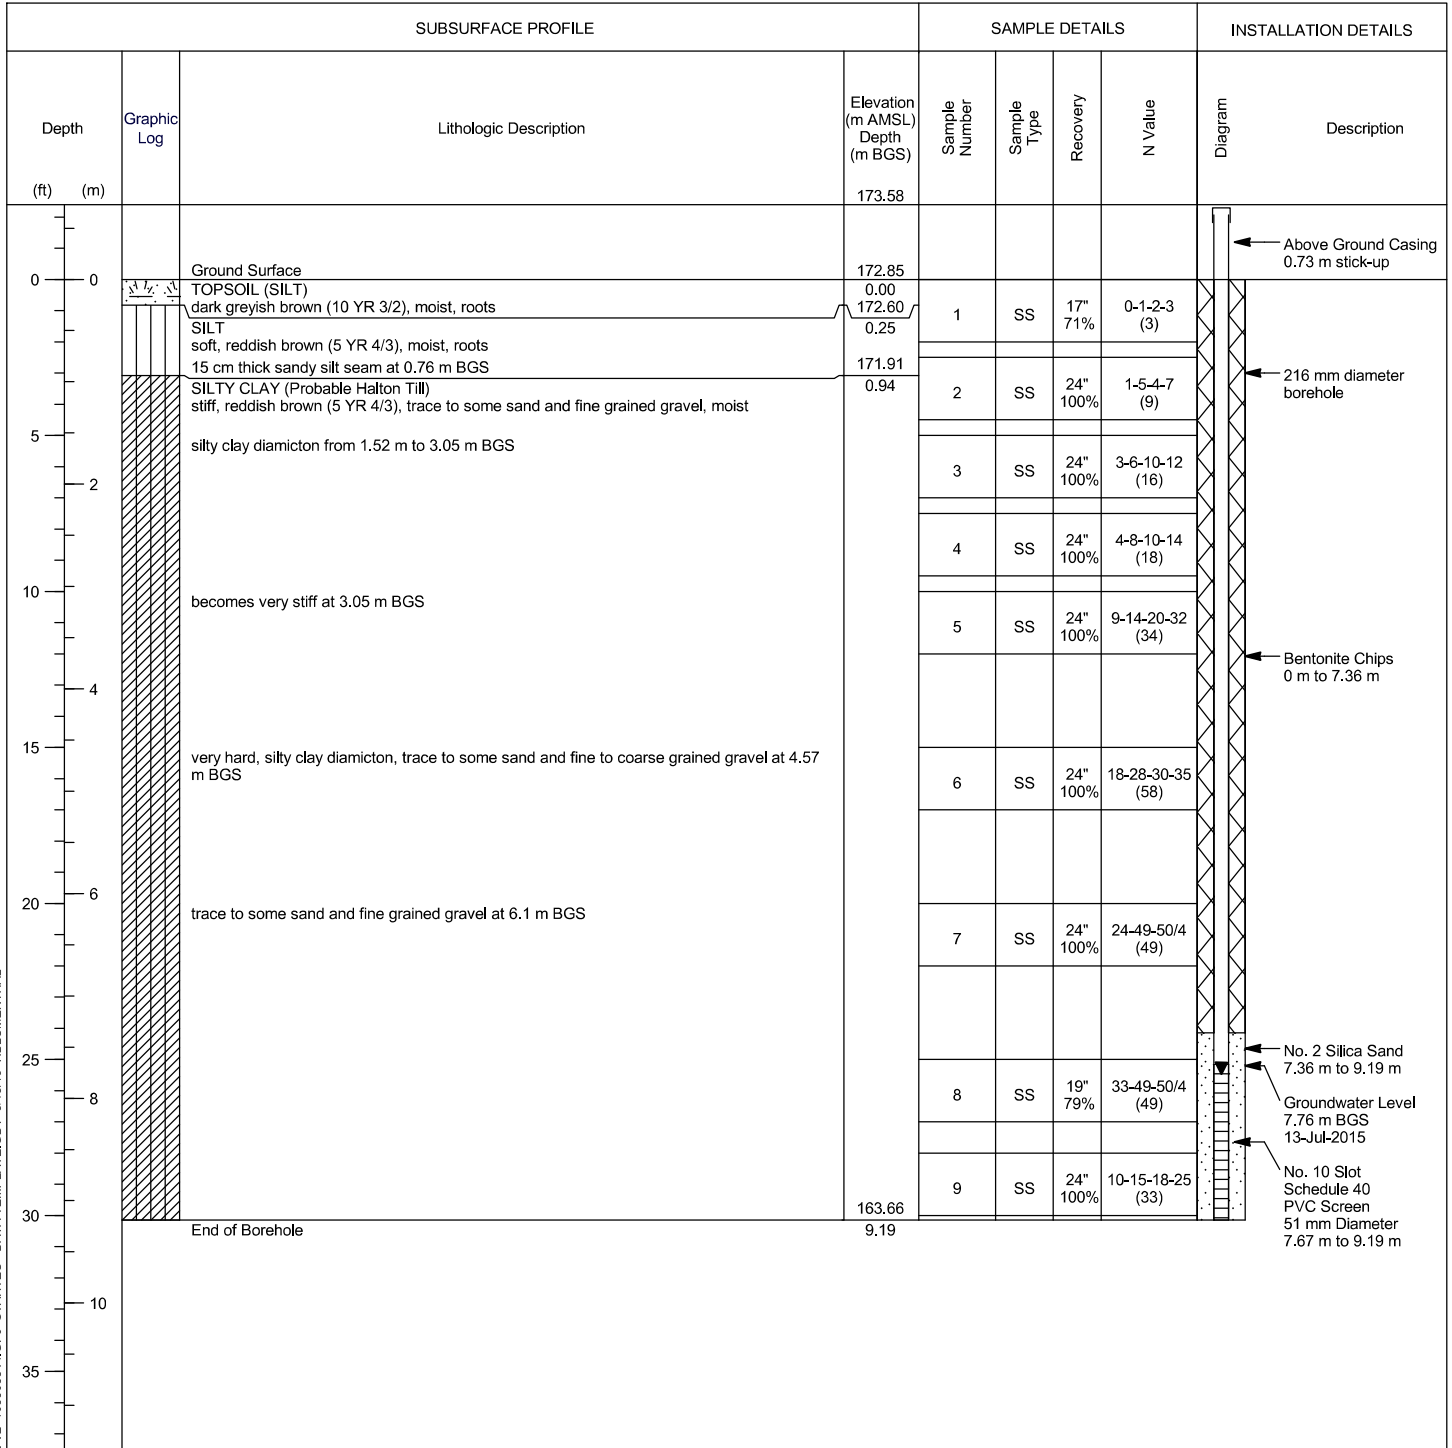 SUBSURFACE PROFILE
SAMPLE DETAILS
INSTALLATION DETAILS
Depth
(ft) (m)
Graphic
Log
Lithologic Description
Elevation
(m AMSL)
Depth
(m BGS)
173.58
Sample
Number
Sample
Type
Recovery
N Value
Diagram
Description
0 0
5
2
10
4
15
6
20
25
8
30
10
35
Ground Surface 172.85
TOPSOIL (SILT) 0.00
dark greyish brown (10 YR 3/2), moist, roots 172.60
SILT 0.25
soft, reddish brown (5 YR 4/3), moist, roots
15 cm thick sandy silt seam at 0.76 m BGS 171.91
SILTY CLAY (Probable Halton Till) 0.94
stiff, reddish brown (5 YR 4/3), trace to some sand and fine grained gravel, moist
silty clay diamicton from 1.52 m to 3.05 m BGS
becomes very stiff at 3.05 m BGS
very hard, silty clay diamicton, trace to some sand and fine to coarse grained gravel at 4.57
m BGS
trace to some sand and fine grained gravel at 6.1 m BGS
163.66
End of Borehole 9.19
1 SS 17" 71% 0-1-2-3 (3)
2 SS 24" 100% 1-5-4-7 (9)
3 SS 24" 100% 3-6-10-12 (16)
4 SS 24" 100% 4-8-10-14 (18)
5 SS 24" 100% 9-14-20-32 (34)
6 SS 24" 100% 18-28-30-35 (58)
7 SS 24" 100% 24-49-50/4 (49)
8 SS 19" 79% 33-49-50/4 (49)
9 SS 24" 100% 10-15-18-25 (33)
Above Ground Casing
0.73 m stick-up
216 mm diameter
borehole
Bentonite Chips
0 m to 7.36 m
No. 2 Silica Sand
7.36 m to 9.19 m
Groundwater Level
7.76 m BGS
13-Jul-2015
No. 10 Slot
Schedule 40
PVC Screen
51 mm Diameter
7.67 m to 9.19 m